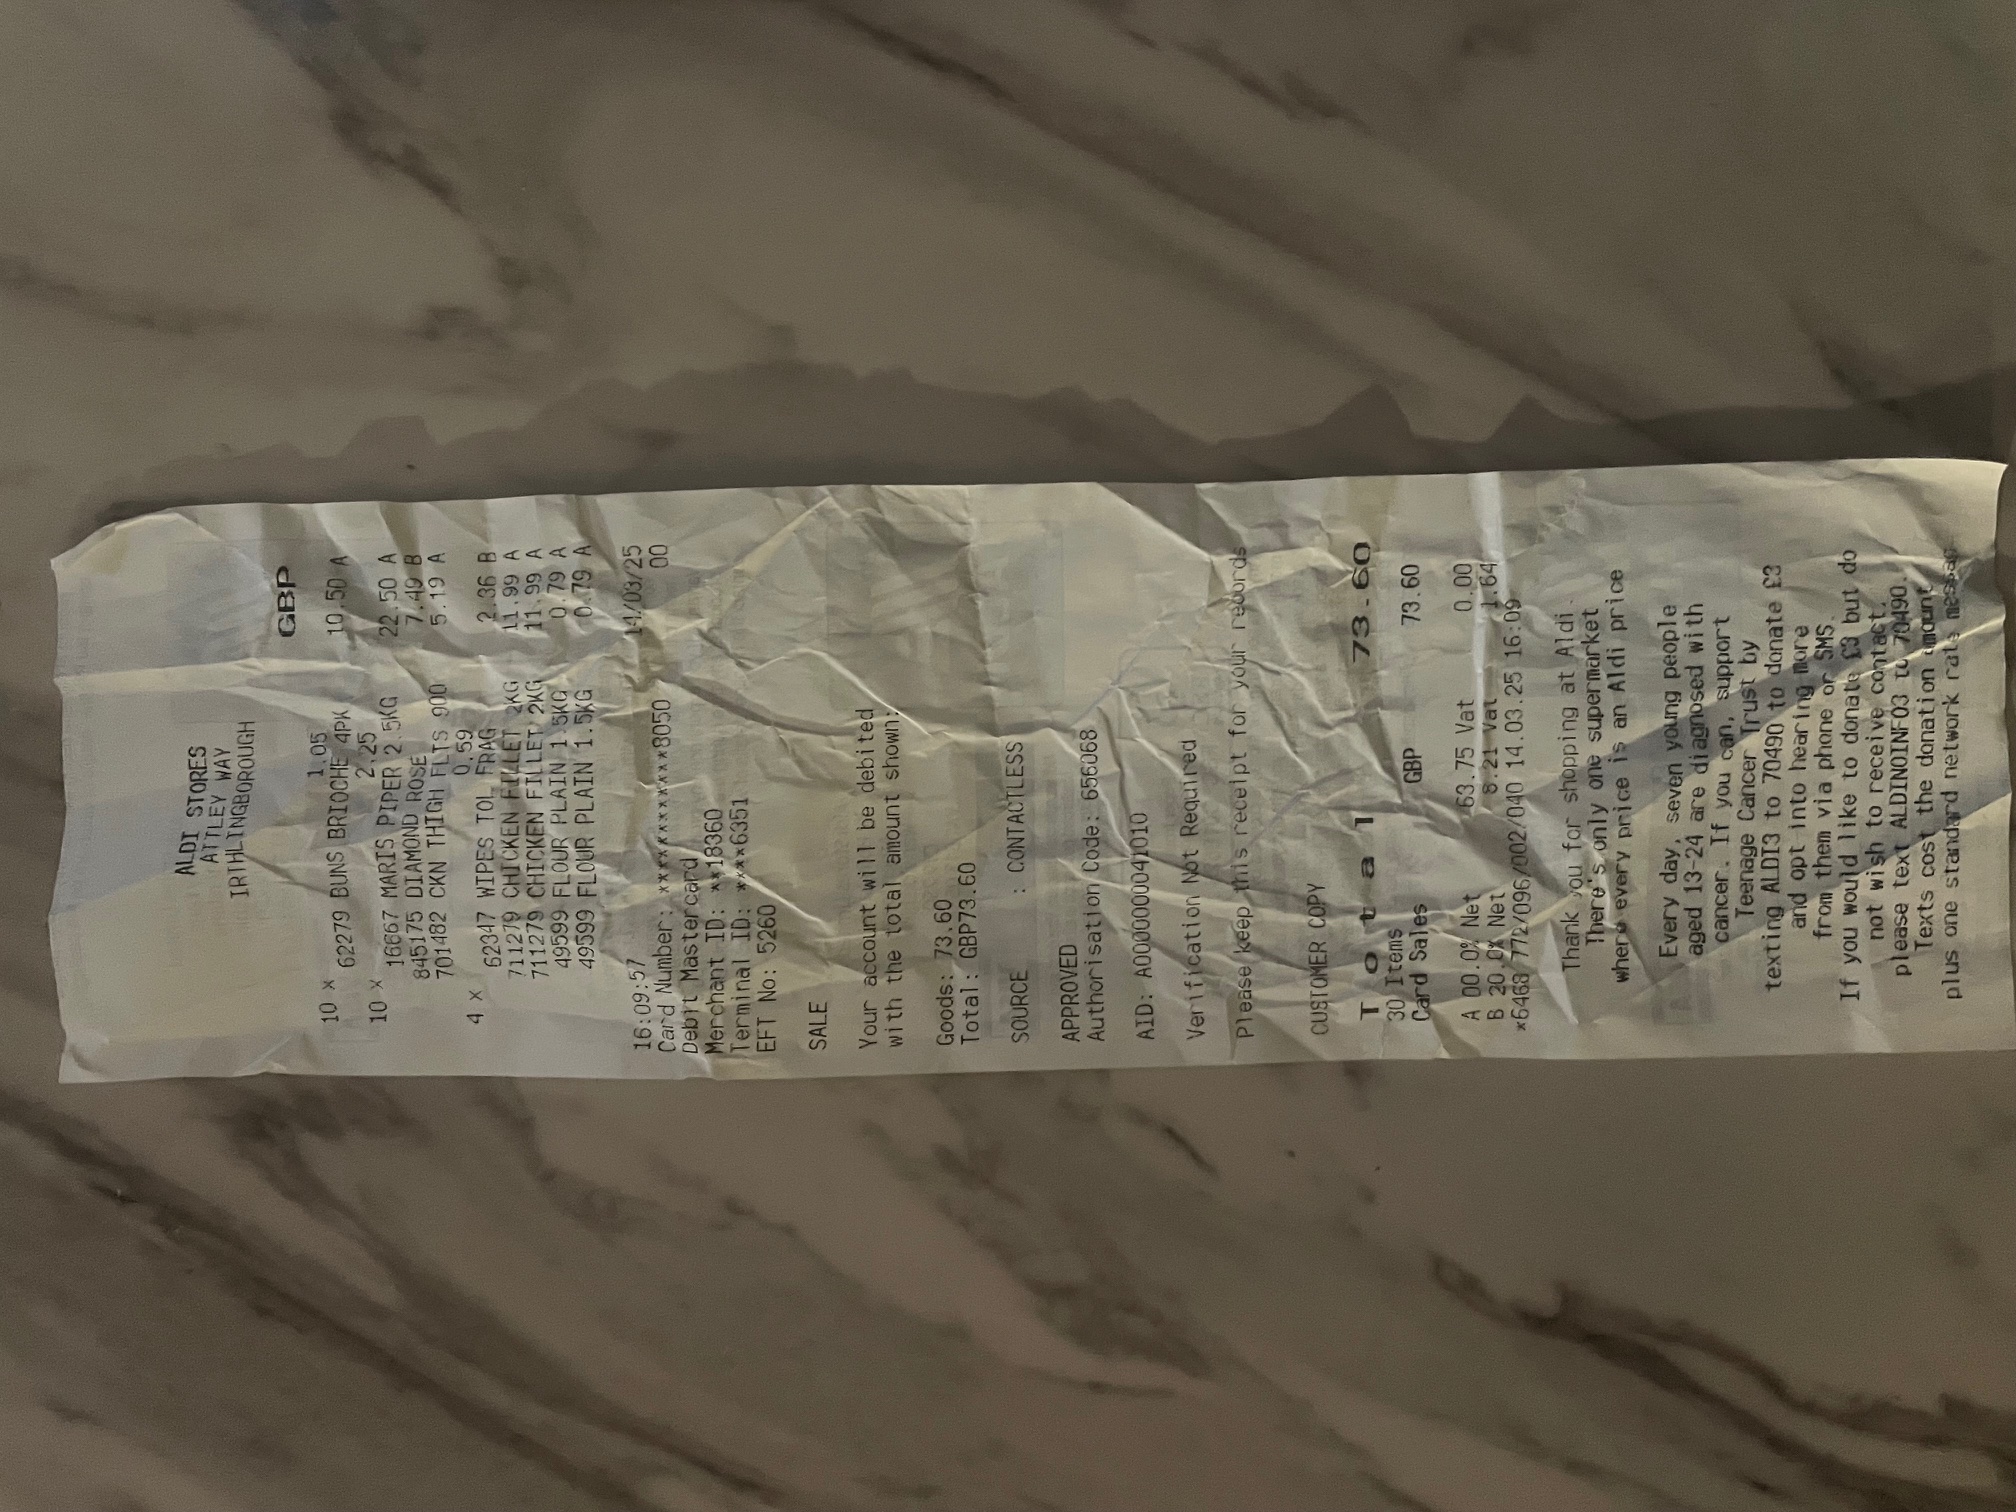 ALDI STORES
ATTLEY WAY
IRTHLINGBOROUGH
GBP
10 x 1.05
62279 BUNS BRIOCHE 4PK 10.50 A
10 x 2.25
16667 MARIS PIPER 2.5KG 22.50 A
845175 DIAMOND ROSE 7.49 B
701482 CKN THIGH FLTS 900 5.19 A
4 x 0.59
62347 WIPES TOL FRAG 2.36 B
711279 CHICKEN FILLET 2KG 11.99 A
711279 CHICKEN FILLET 2KG 11.99 A
49599 FLOUR PLAIN 1.5KG 0.79 A
49599 FLOUR PLAIN 1.5KG 0.79 A
16:09:57 14/03/25
Card Number: ************8050 00
Debit Mastercard
Merchant ID: **18360
Terminal ID: ****6351
EFT No: 5260
SALE
Your account will be debited
with the total amount shown:
Goods: 73.60
Total: GBP73.60
SOURCE : CONTACTLESS
APPROVED
Authorisation Code: 656068
AID: A0000000041010
Verification Not Required
Please keep this receipt for your records
CUSTOMER COPY
Total 73.60
30 Items
Card Sales GBP 73.60
A 00.0% Net 63.75 Vat 0.00
B 20.0% Net 8.21 Vat 1.64
*6468 772/096/002/040 14.03.25 16:09
Thank you for shopping at Aldi.
There's only one supermarket
where every price is an Aldi price
Every day, seven young people
aged 13-24 are diagnosed with
cancer. If you can, support
Teenage Cancer Trust by
texting ALDI3 to 70490 to donate £3
and opt into hearing more
from them via phone or SMS.
If you would like to donate £3 but do
not wish to receive contact.
please text ALDINOINFO3 to 70490.
Texts cost the donation amount
plus one standard network rate